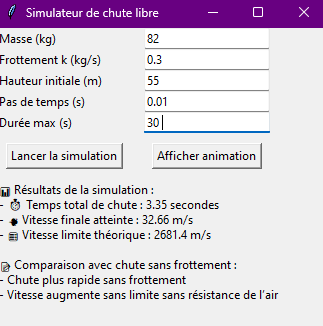 Simulateur de chute libre
Masse (kg) 82
Frottement k (kg/s) 0.3
Hauteur initiale (m) 55
Pas de temps (s) 0.01
Durée max (s) 30
Lancer la simulation Afficher animation
Résultats de la simulation :
- Temps total de chute : 3.35 secondes
- Vitesse finale atteinte : 32.66 m/s
- Vitesse limite théorique : 2681.4 m/s
Comparaison avec chute sans frottement :
- Chute plus rapide sans frottement
- Vitesse augmente sans limite sans résistance de l’air